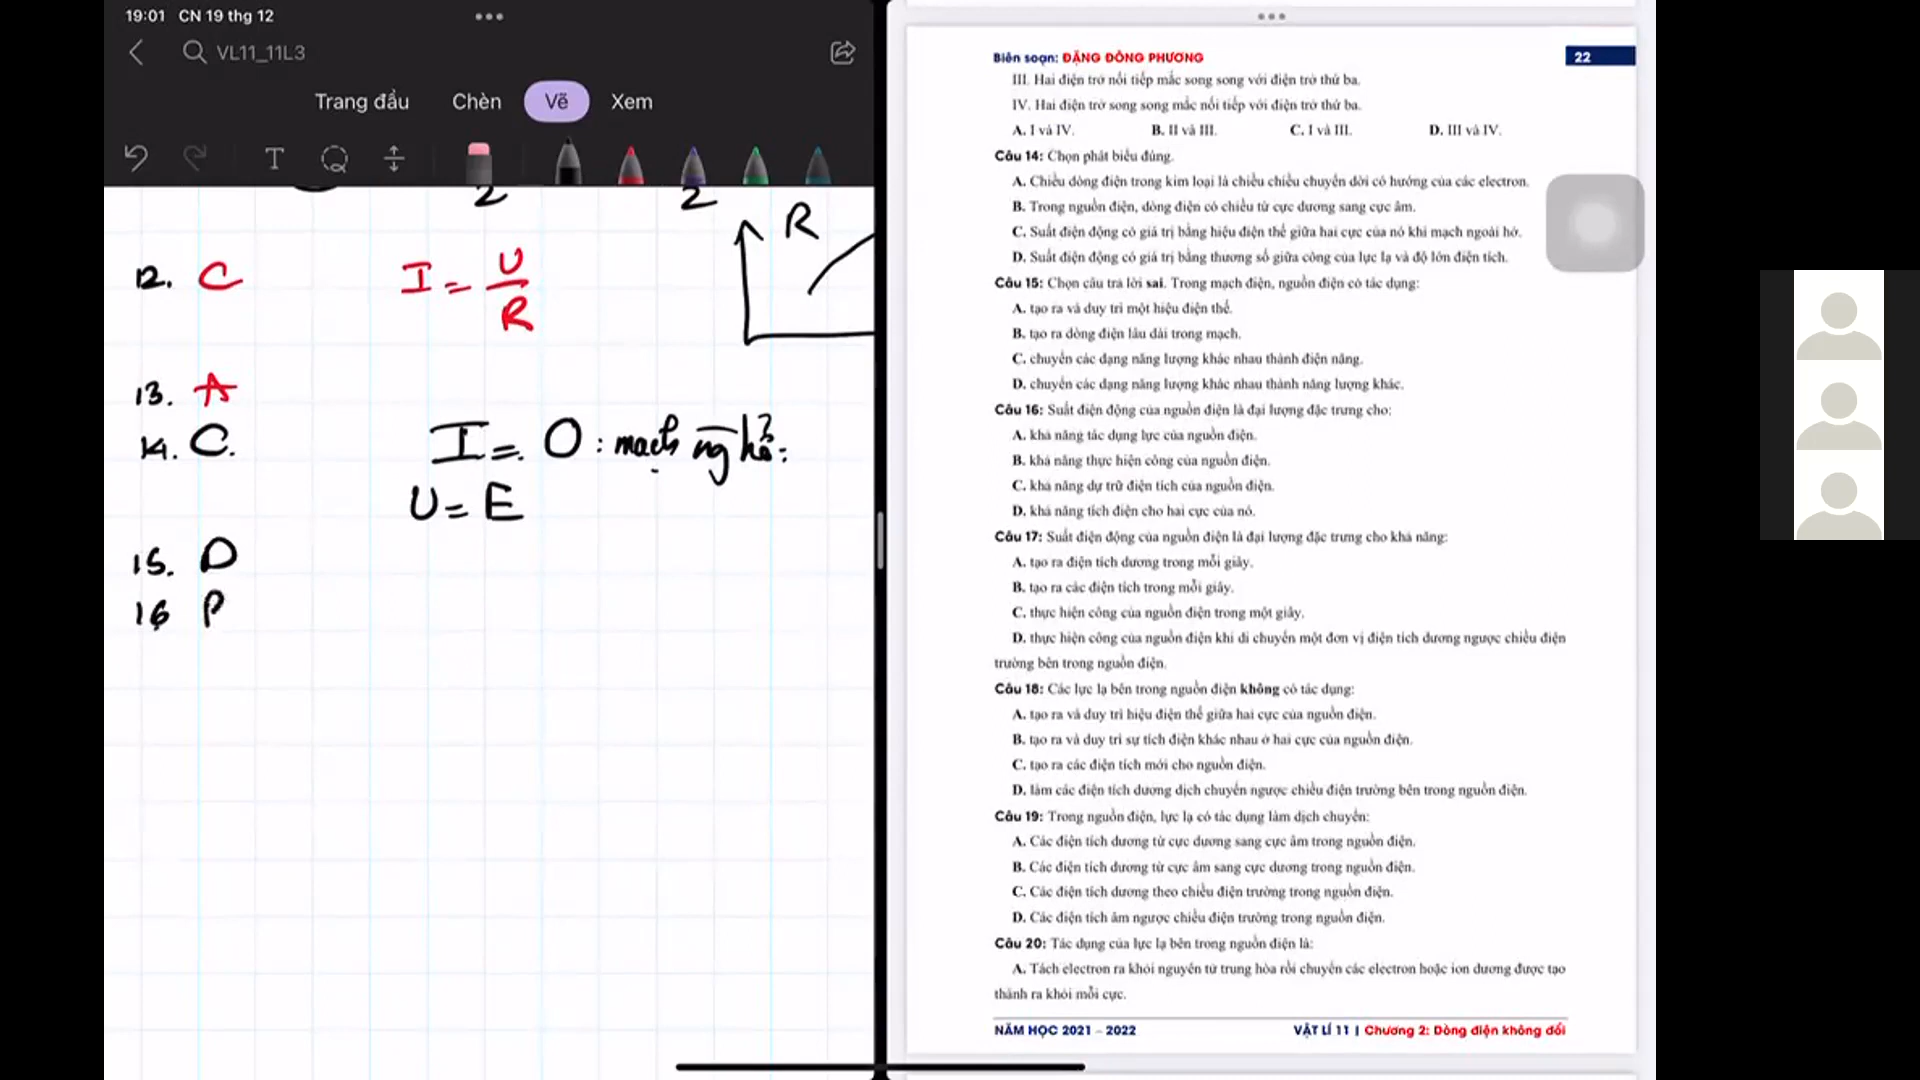 19:01 CN 19 thg 12
VL11_11L3
Trang đầu Chèn Vẽ Xem
T
2 2
R
12. C I = U/R
13. A
14. C. I = 0 : mạch ng hở.
U = E
15. D
16
Biên soạn: ĐẶNG ĐÔNG PHƯƠNG 22
III. Hai điện trở nối tiếp mắc song song với điện trở thứ ba.
IV. Hai điện trở song song mắc nối tiếp với điện trở thứ ba.
A. I và IV. B. II và III. C. I và III. D. III và IV.
Câu 14: Chọn phát biểu đúng.
A. Chiều dòng điện trong kim loại là chiều chiều chuyển dời có hướng của các electron.
B. Trong nguồn điện, dòng điện có chiều từ cực dương sang cực âm.
C. Suất điện động có giá trị bằng hiệu điện thế giữa hai cực của nó khi mạch ngoài hở.
D. Suất điện động có giá trị bằng thương số giữa công của lực lạ và độ lớn điện tích.
Câu 15: Chọn câu trả lời sai. Trong mạch điện, nguồn điện có tác dụng:
A. tạo ra và duy trì một hiệu điện thế.
B. tạo ra dòng điện lâu dài trong mạch.
C. chuyển các dạng năng lượng khác nhau thành điện năng.
D. chuyển các dạng năng lượng khác nhau thành năng lượng khác.
Câu 16: Suất điện động của nguồn điện là đại lượng đặc trưng cho:
A. khả năng tác dụng lực của nguồn điện.
B. khả năng thực hiện công của nguồn điện.
C. khả năng dự trữ điện tích của nguồn điện.
D. khả năng tích điện cho hai cực của nó.
Câu 17: Suất điện động của nguồn điện là đại lượng đặc trưng cho khả năng:
A. tạo ra điện tích dương trong mỗi giây.
B. tạo ra các điện tích trong mỗi giây.
C. thực hiện công của nguồn điện trong một giây.
D. thực hiện công của nguồn điện khi di chuyển một đơn vị điện tích dương ngược chiều điện
trường bên trong nguồn điện.
Câu 18: Các lực lạ bên trong nguồn điện không có tác dụng:
A. tạo ra và duy trì hiệu điện thế giữa hai cực của nguồn điện.
B. tạo ra và duy trì sự tích điện khác nhau ở hai cực của nguồn điện.
C. tạo ra các điện tích mới cho nguồn điện.
D. làm các điện tích dương dịch chuyển ngược chiều điện trường bên trong nguồn điện.
Câu 19: Trong nguồn điện, lực lạ có tác dụng làm dịch chuyển:
A. Các điện tích dương từ cực dương sang cực âm trong nguồn điện.
B. Các điện tích dương từ cực âm sang cực dương trong nguồn điện.
C. Các điện tích dương theo chiều điện trường trong nguồn điện.
D. Các điện tích âm ngược chiều điện trường trong nguồn điện.
Câu 20: Tác dụng của lực lạ bên trong nguồn điện là:
A. Tách electron ra khỏi nguyên tử trung hòa rồi chuyển các electron hoặc ion dương được tạo
thành ra khỏi mỗi cực.
NĂM HỌC 2021 - 2022 VẬT LÍ 11 | Chương 2: Dòng điện không đổi